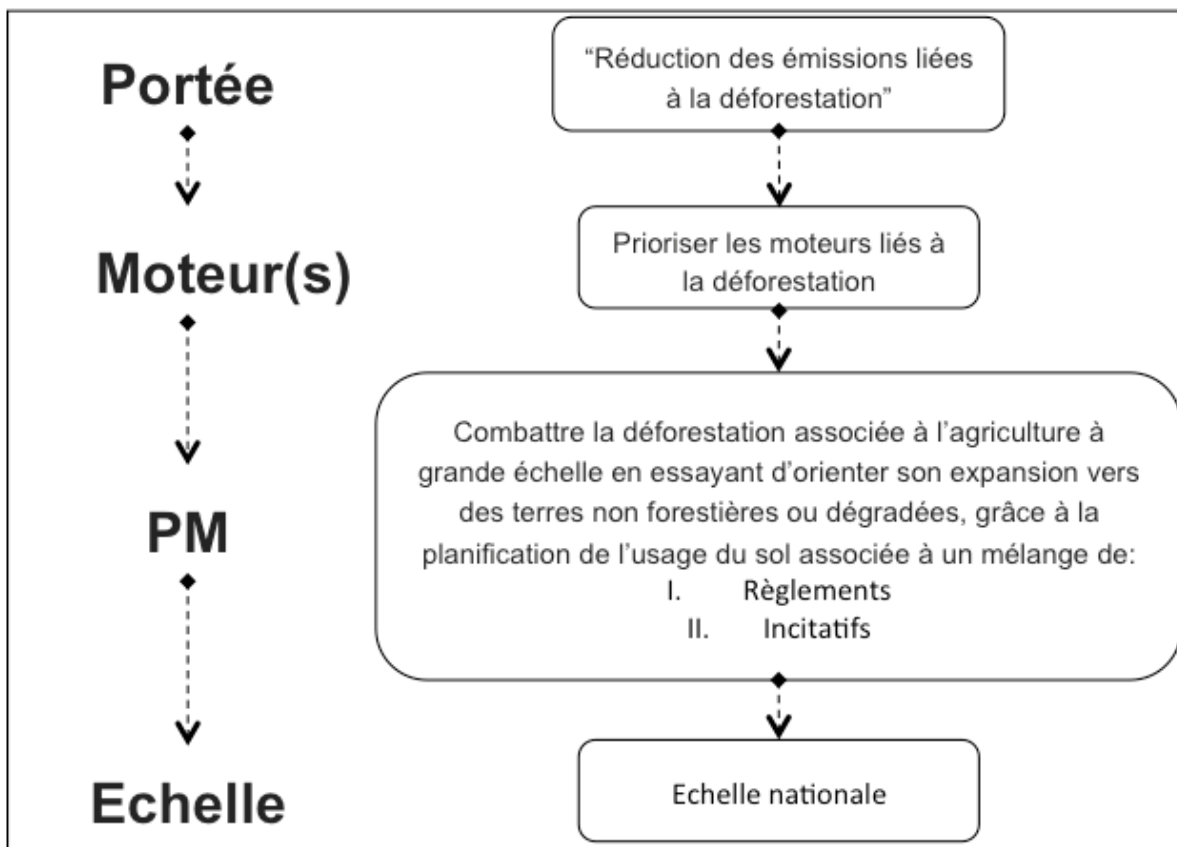 Portée
“Réduction des émissions liées
à la déforestation”
Moteur(s)
Prioriser les moteurs liés à
la déforestation
PM
Combattre la déforestation associée à l’agriculture à
grande échelle en essayant d’orienter son expansion vers
des terres non forestières ou dégradées, grâce à la
planification de l’usage du sol associée à un mélange de:
I. Règlements
II. Incitatifs
Echelle
Echelle nationale